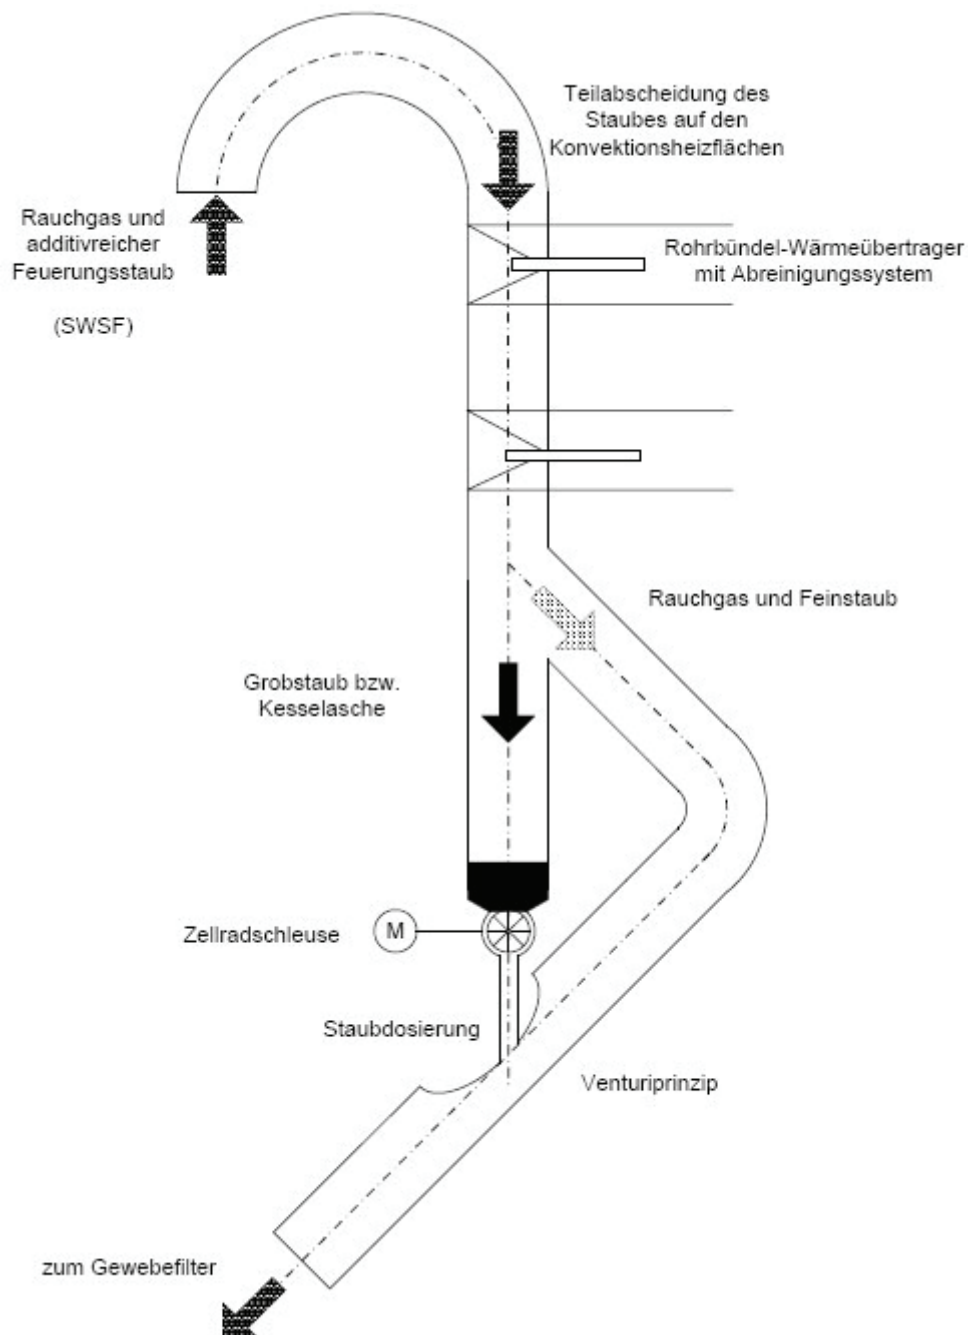 Teilabscheidung des
Staubes auf den
Konvektionsheizflächen
Rauchgas und
additivreicher
Feuerungsstaub
(SWSF)
Rohrbündel-Wärmeübertrager
mit Abreinigungssystem
Rauchgas und Feinstaub
Grobstaub bzw.
Kesselasche
Zellradschleuse
M
Staubdosierung
Venturiprinzip
zum Gewebefilter